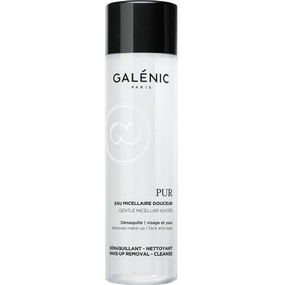 GALÉNIC
PARIS
PUR
EAU MICELLAIRE DOUCEUR
GENTLE MICELLAR WATER
Démaquille | visage et yeux
Removes make-up | face and eyes
DÉMAQUILLANT - NETTOYANT
MAKE-UP REMOVAL - CLEANSE